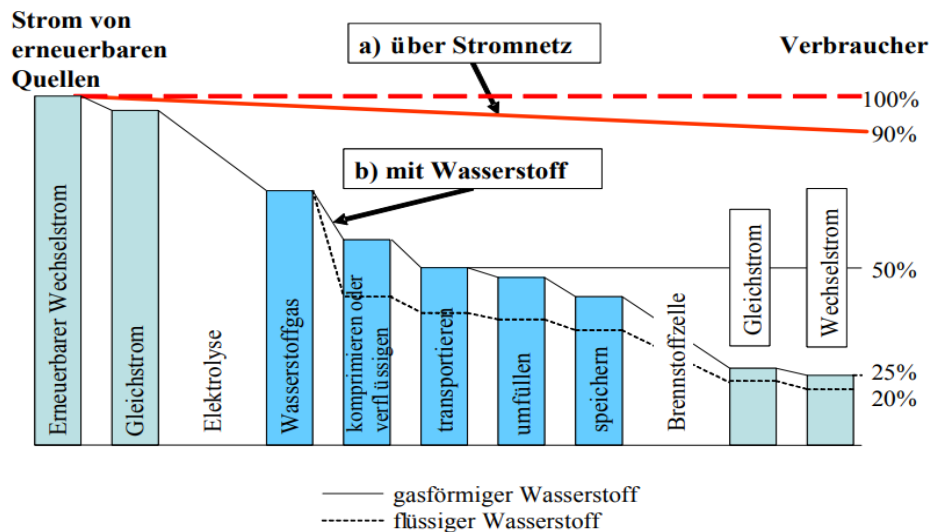 Strom von
erneuerbaren
Quellen
a) über Stromnetz
Verbraucher
100%
90%
b) mit Wasserstoff
50%
25%
20%
Erneuerbarer Wechselstrom
Gleichstrom
Elektrolyse
Wasserstoffgas
komprimieren oder
verflüssigen
transportieren
umfüllen
speichern
Brennstoffzelle
Gleichstrom
Wechselstrom
gasförmiger Wasserstoff
flüssiger Wasserstoff